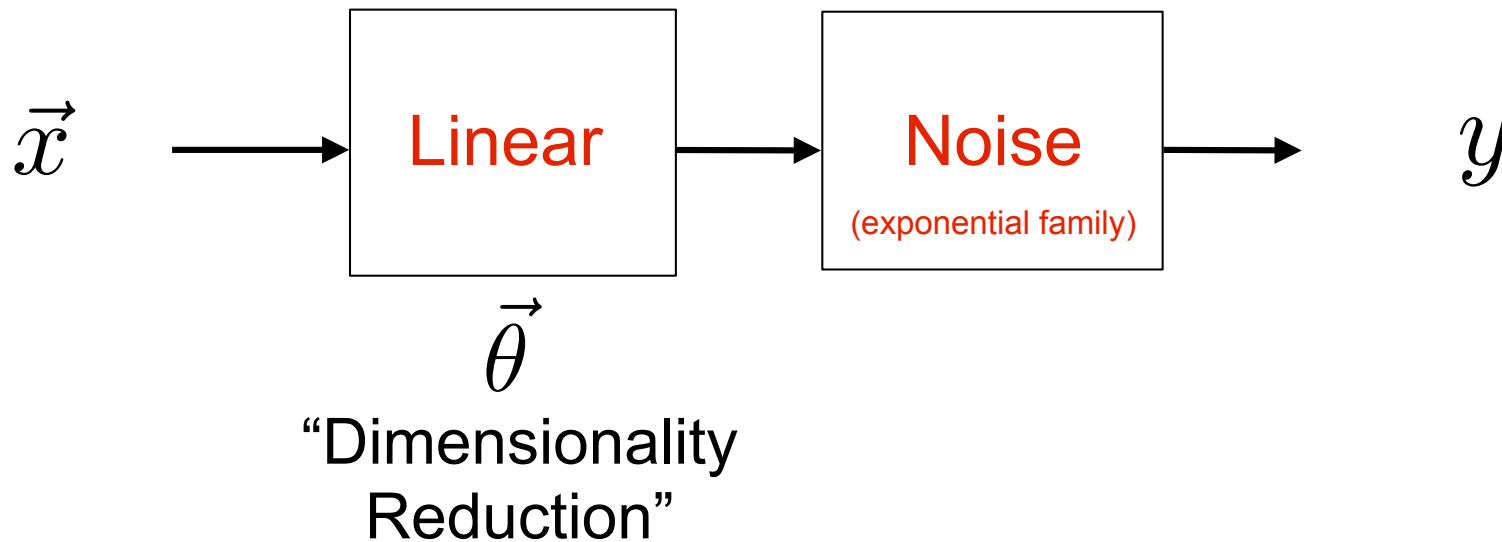 x⃗
Linear
Noise
(exponential family)
y
θ⃗
“Dimensionality
Reduction”